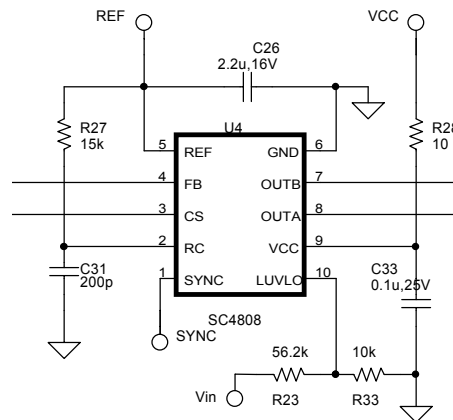 REF
VCC
C26
2.2u,16V
U4
R27
15k
R28
10
5 REF GND 6
4 FB OUTB 7
3 CS OUTA 8
2 RC VCC 9
1 SYNC LUVLO 10
C31
200p
C33
0.1u,25V
SC4808
SYNC
56.2k 10k
Vin R23 R33